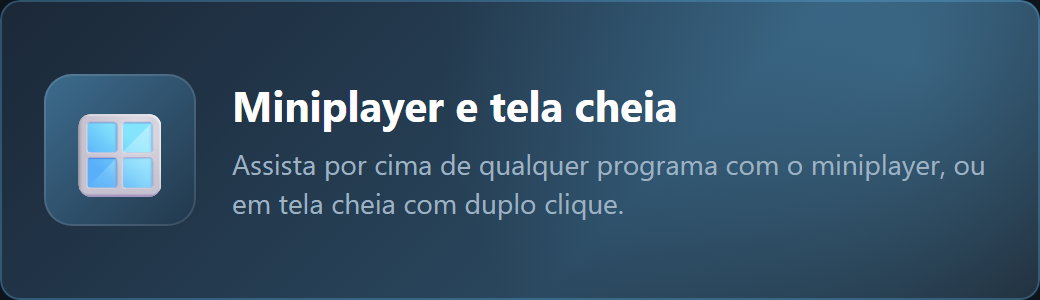 Miniplayer e tela cheia
Assista por cima de qualquer programa com o miniplayer, ou
em tela cheia com duplo clique.